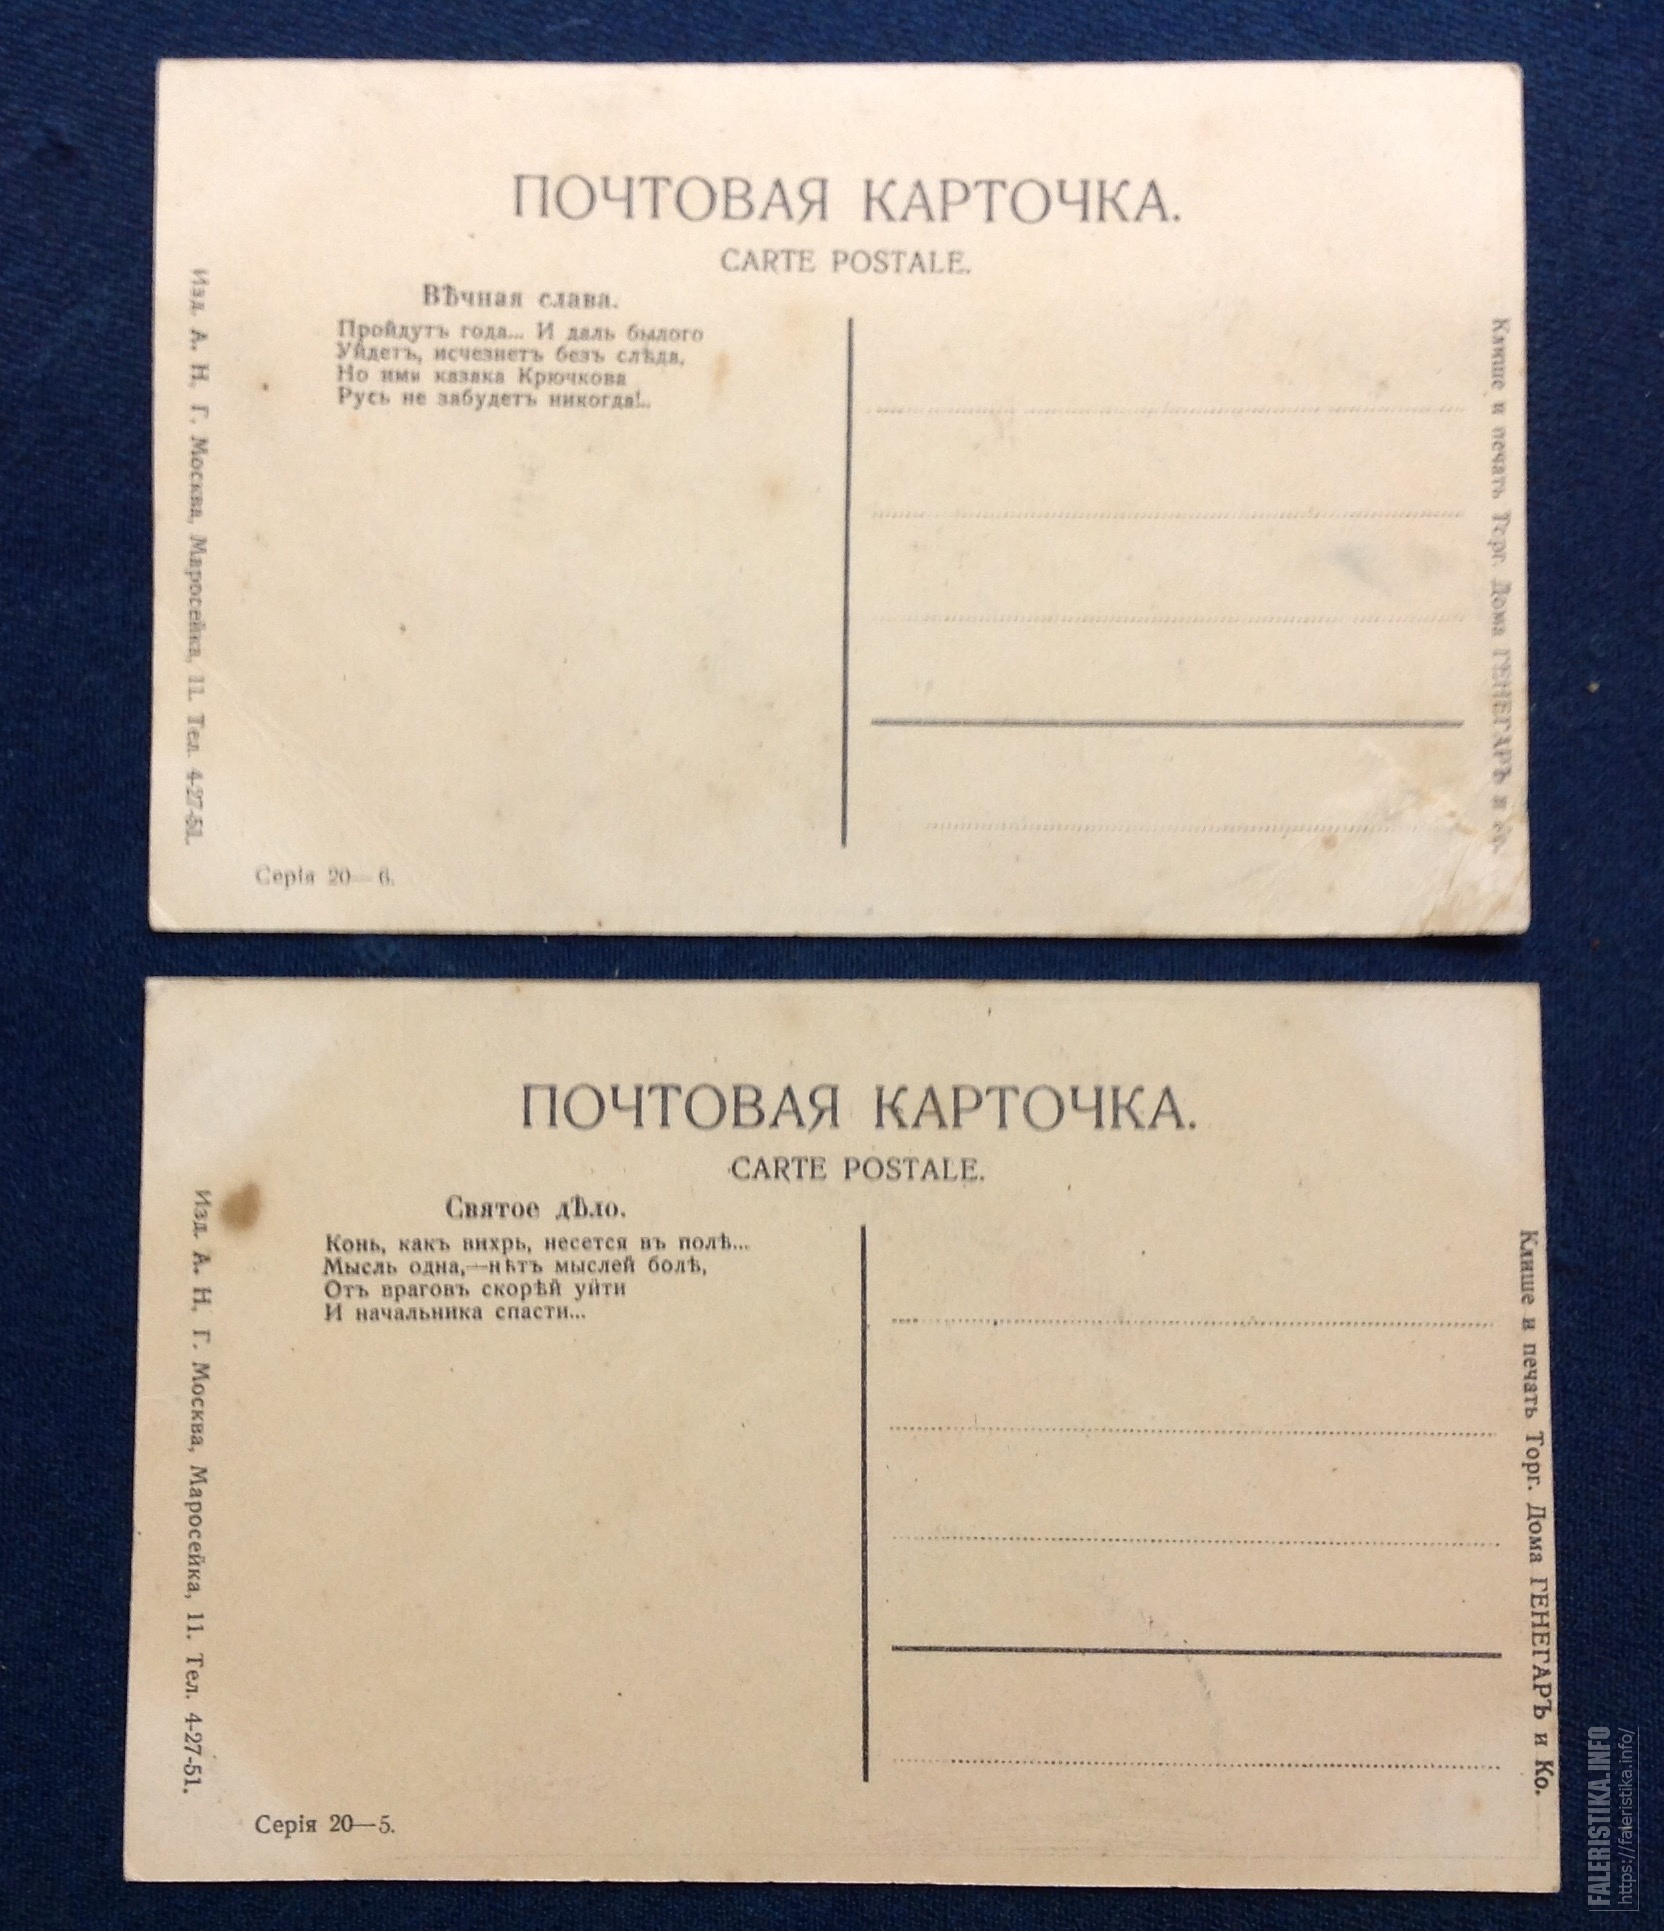 ПОЧТОВАЯ КАРТОЧКА.
CARTE POSTALE.
Вѣчная слава.
Пройдутъ года... И даль былого
Уйдетъ, исчезнетъ безъ слѣда,
Но имя казака Крючкова
Русь не забудетъ никогда!..
Изд. А. Н. Г. Москва, Маросейка, 11. Тел. 4-27-51.
Клише и печать Торг. Дома ГЕНЕГАРЪ и Ко.
Серія 20—6.
ПОЧТОВАЯ КАРТОЧКА.
CARTE POSTALE.
Святое дѣло.
Конь, какъ вихрь, несется въ полѣ...
Мысль одна,—нѣтъ мыслей болѣ,
Отъ враговъ скорѣй уйти
И начальника спасти...
Изд. А. Н. Г. Москва, Маросейка, 11. Тел. 4-27-51.
Клише и печать Торг. Дома ГЕНЕГАРЪ и Ко.
Серія 20—5.
FALERISTIKA.INFO
https://faleristika.info/